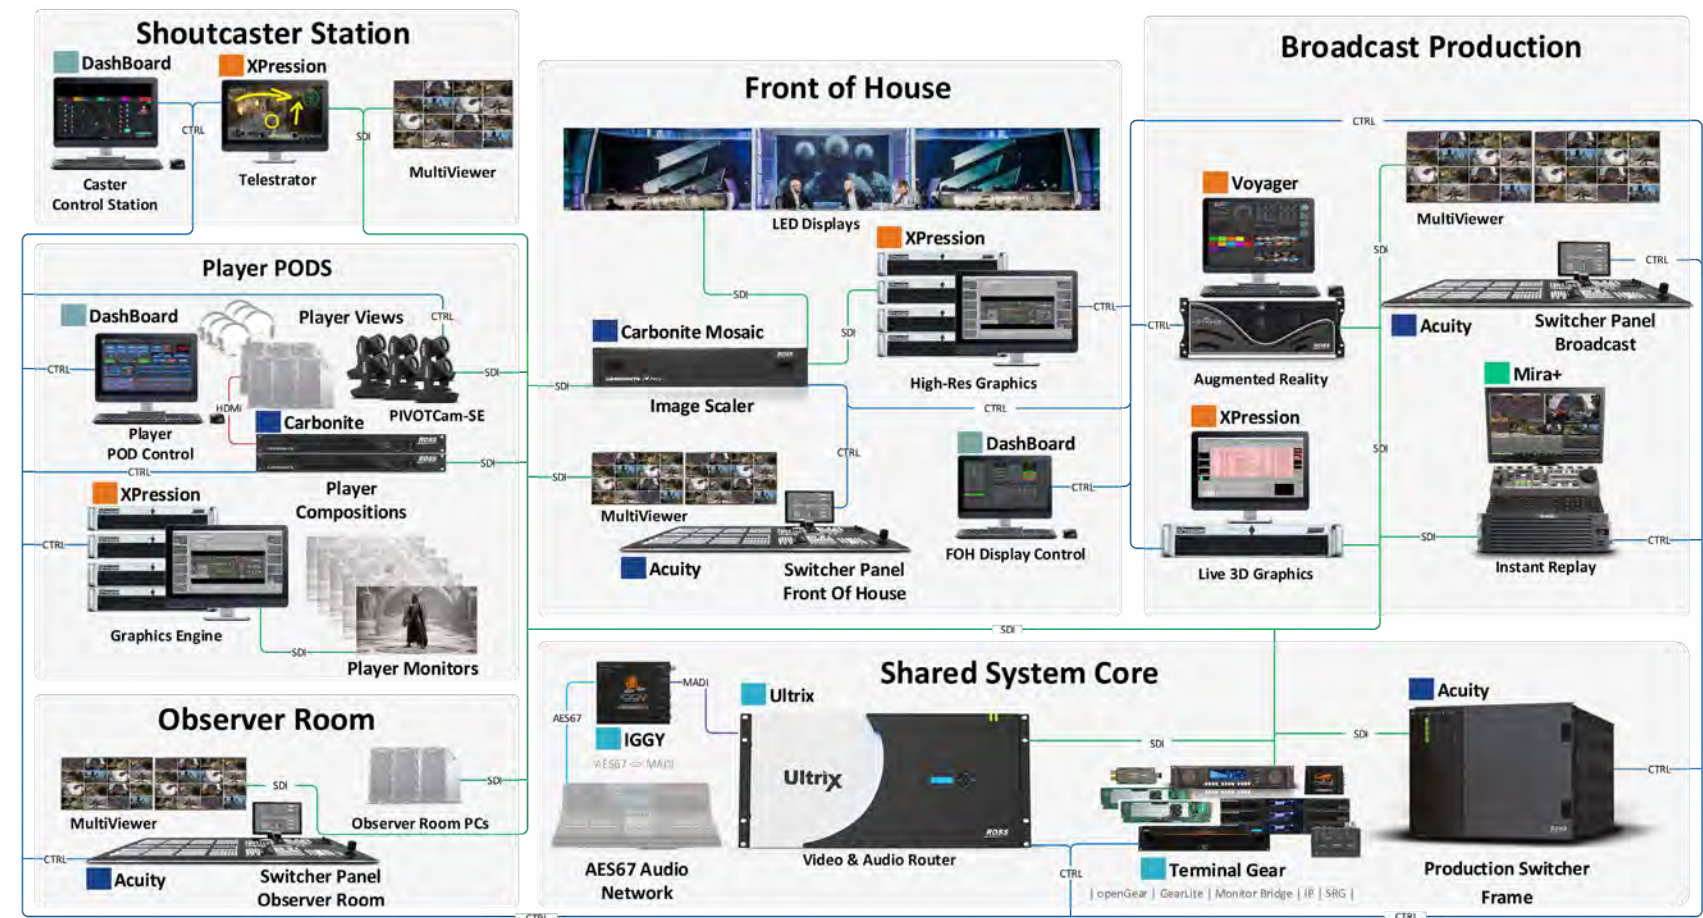 Shoutcaster Station
DashBoard
XPression
CTRL
SDI
Caster
Control Station
Telestrator
MultiViewer
Player PODS
DashBoard
Player Views
CTRL
CTRL
HDMI
SDI
PIVOTCam-SE
Player
POD Control
Carbonite
CTRL
SDI
Player
Compositions
XPression
CTRL
Graphics Engine
SDI
Player Monitors
Observer Room
SDI
SDI
MultiViewer
Observer Room PCs
CTRL
Acuity
Switcher Panel
Observer Room
Front of House
LED Displays
XPression
SDI
SDI
CTRL
Carbonite Mosaic
ROSS
SDI
Image Scaler
High-Res Graphics
CTRL
CTRL
DashBoard
SDI
CTRL
MultiViewer
Acuity
Switcher Panel
Front Of House
FOH Display Control
Broadcast Production
CTRL
Voyager
MultiViewer
SDI
CTRL
CTRL
Augmented Reality
Acuity
Switcher Panel
Broadcast
Mira+
XPression
SDI
SDI
CTRL
Live 3D Graphics
Instant Replay
SDI
Shared System Core
MADI
AES67
IGGY
AES67 <> MADI
Ultrix
Ultrix
ROSS
AES67 Audio
Network
Video & Audio Router
SDI
SDI
CTRL
Terminal Gear
| openGear | GearLite | Monitor Bridge | IP | SRG |
Acuity
CTRL
Production Switcher
Frame
CTRL
CTRL